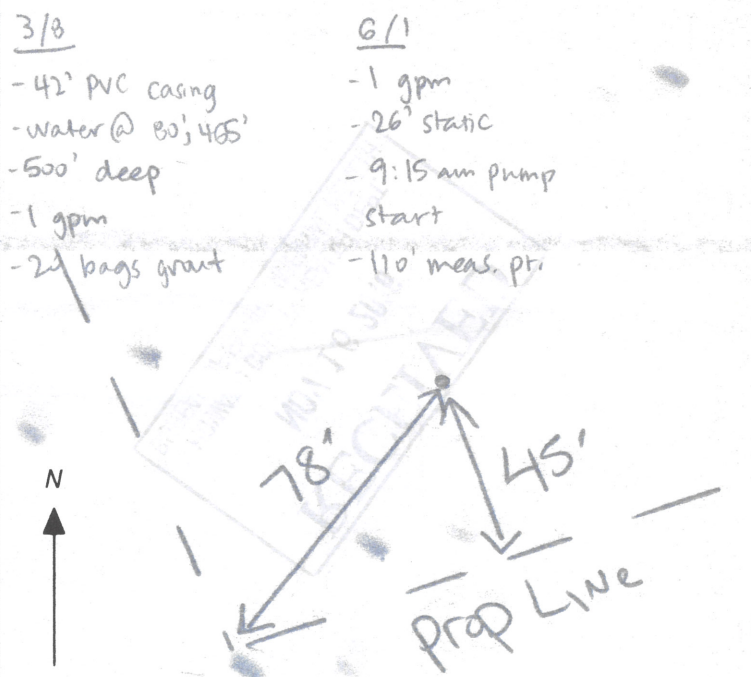 3/8
- 42' PVC casing
- water @ 80', 465'
- 500' deep
- 1 gpm
- bags grout
6/1
- 1 gpm
- 26' static
- 9:15 am pump
start
- 110' meas. pt.
78'
45'
N
prop LINE
RECEIVED